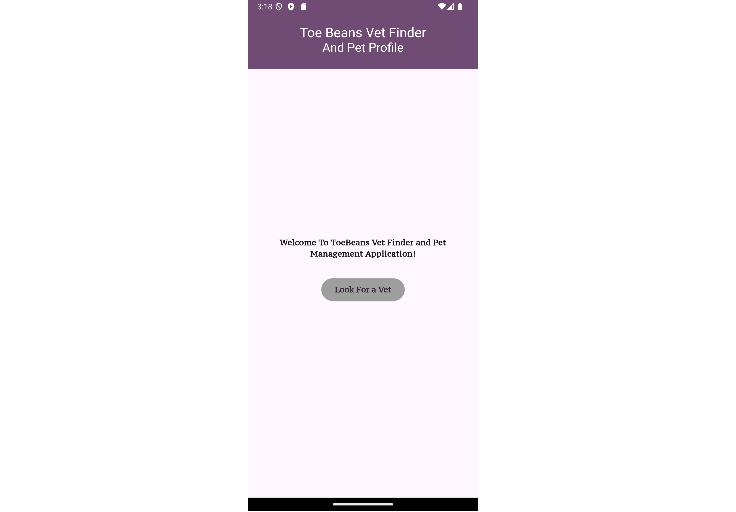 3:18
Toe Beans Vet Finder
And Pet Profile
Welcome To ToeBeans Vet Finder and Pet
Management Application!
Look For a Vet